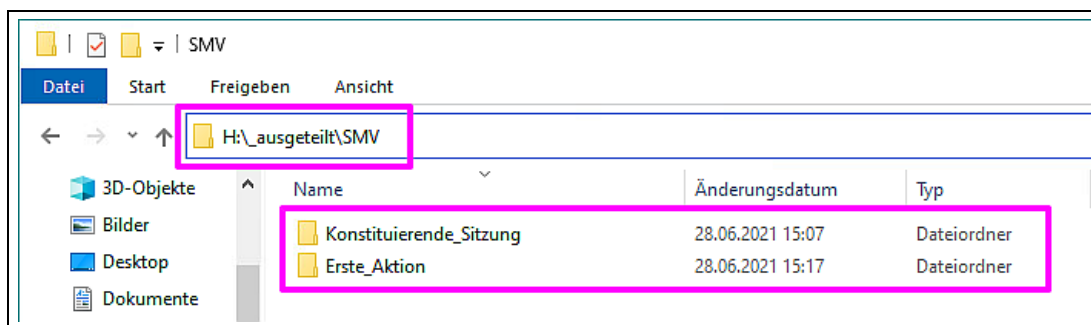 SMV
Datei Start Freigeben Ansicht
H:\_ausgeteilt\SMV
3D-Objekte
Bilder
Desktop
Dokumente
Name Änderungsdatum Typ
Konstituierende_Sitzung 28.06.2021 15:07 Dateiordner
Erste_Aktion 28.06.2021 15:17 Dateiordner